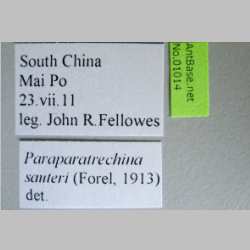 South China
Mai Po
23.vii.11
leg. John R.Fellowes
AntBase.net
No.01014
Paraparatrechina
sauteri (Forel, 1913)
det.